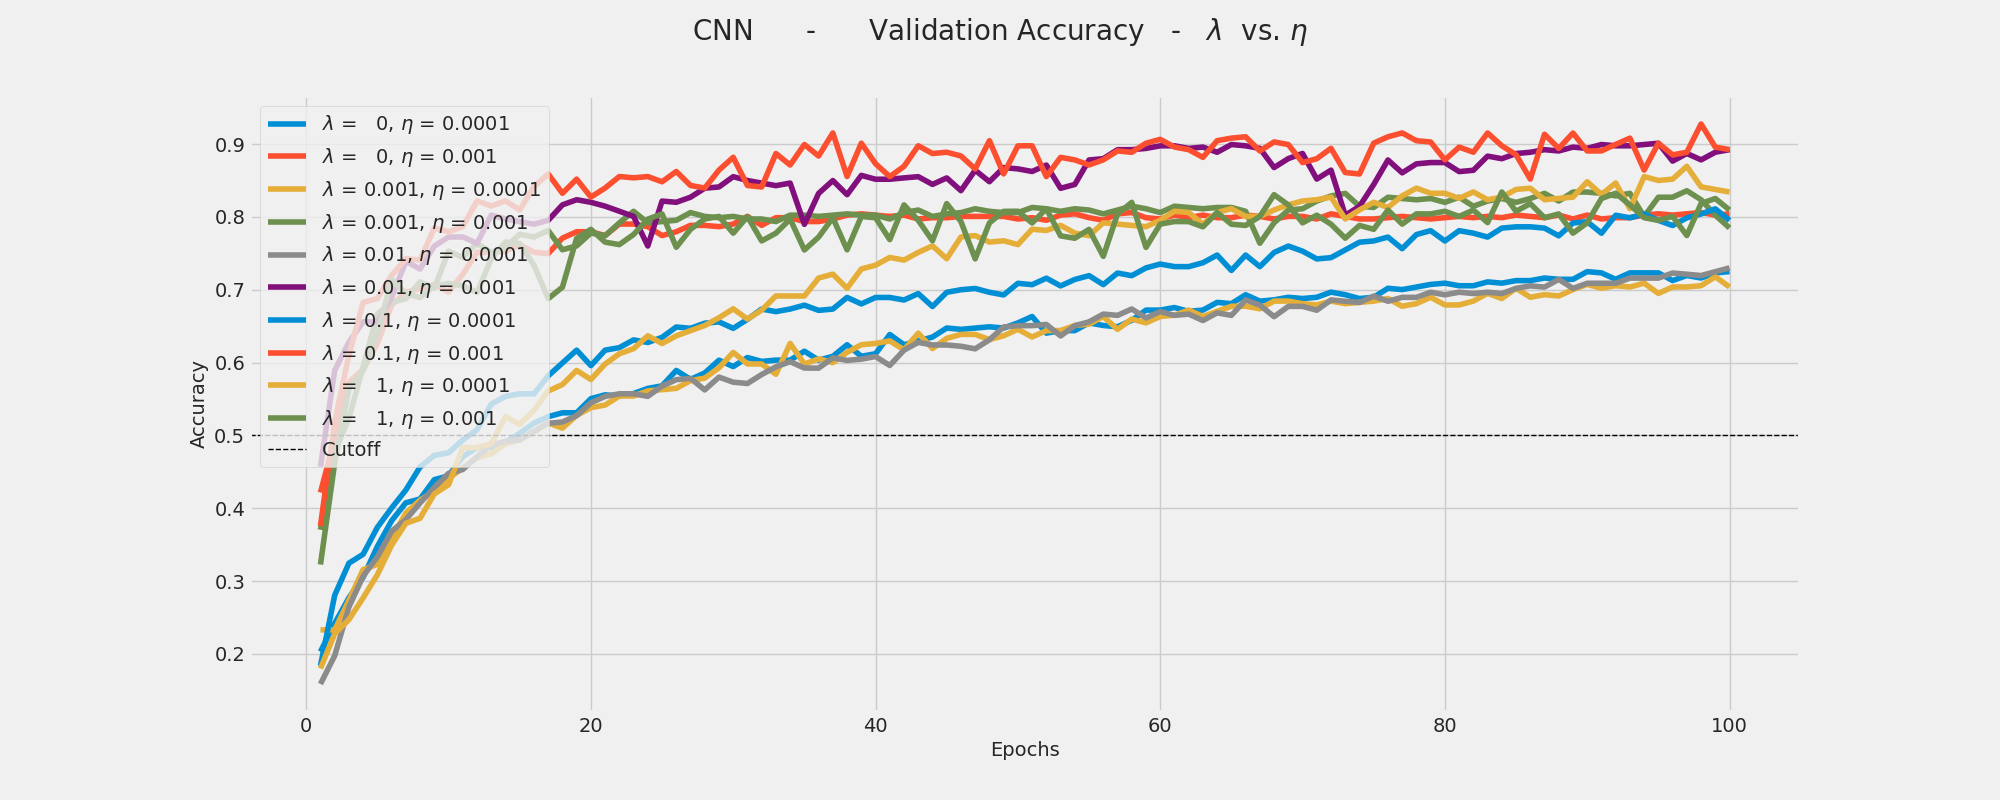 CNN - Validation Accuracy - λ vs. η
λ = 0, η = 0.0001
λ = 0, η = 0.001
λ = 0.001, η = 0.0001
λ = 0.001, η = 0.001
λ = 0.01, η = 0.0001
λ = 0.01, η = 0.001
λ = 0.1, η = 0.0001
λ = 0.1, η = 0.001
λ = 1, η = 0.0001
λ = 1, η = 0.001
Cutoff
0.9
0.8
0.7
0.6
0.5
0.4
0.3
0.2
Accuracy
0 20 40 60 80 100
Epochs